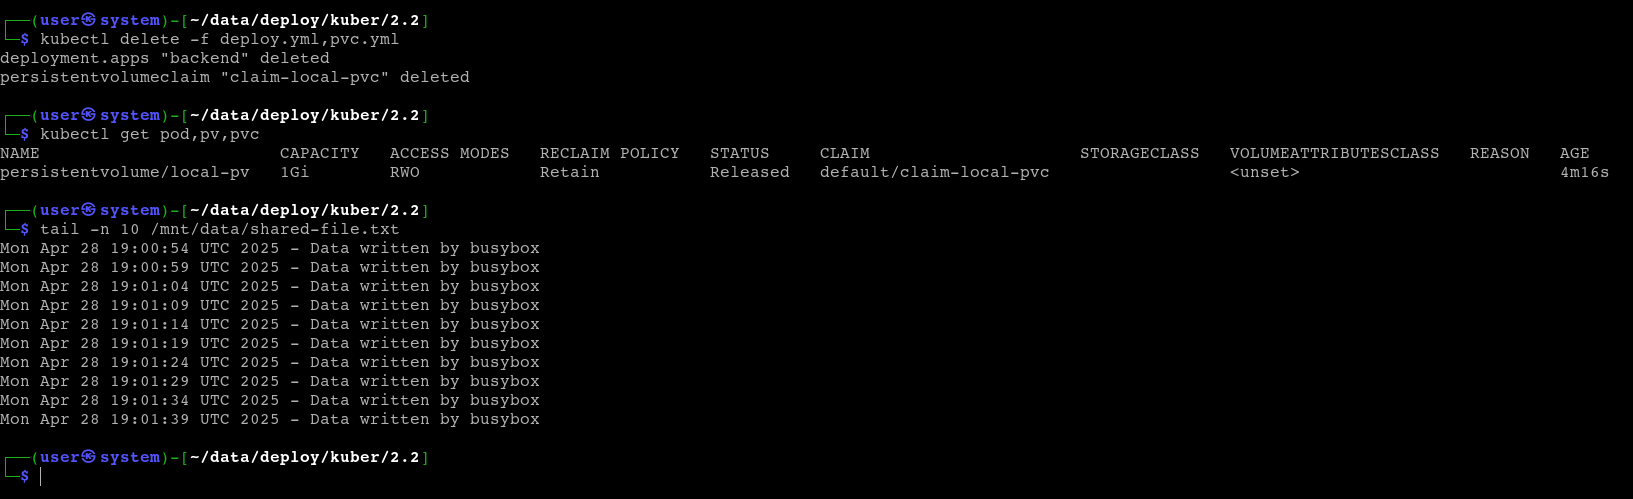 ┌──(user㉿system)-[~/data/deploy/kuber/2.2]
└─$ kubectl delete -f deploy.yml,pvc.yml
deployment.apps "backend" deleted
persistentvolumeclaim "claim-local-pvc" deleted

┌──(user㉿system)-[~/data/deploy/kuber/2.2]
└─$ kubectl get pod,pv,pvc
NAME                        CAPACITY   ACCESS MODES   RECLAIM POLICY   STATUS     CLAIM                     STORAGECLASS   VOLUMEATTRIBUTESCLASS   REASON   AGE
persistentvolume/local-pv   1Gi        RWO            Retain           Released   default/claim-local-pvc                  <unset>                          4m16s

┌──(user㉿system)-[~/data/deploy/kuber/2.2]
└─$ tail -n 10 /mnt/data/shared-file.txt
Mon Apr 28 19:00:54 UTC 2025 - Data written by busybox
Mon Apr 28 19:00:59 UTC 2025 - Data written by busybox
Mon Apr 28 19:01:04 UTC 2025 - Data written by busybox
Mon Apr 28 19:01:09 UTC 2025 - Data written by busybox
Mon Apr 28 19:01:14 UTC 2025 - Data written by busybox
Mon Apr 28 19:01:19 UTC 2025 - Data written by busybox
Mon Apr 28 19:01:24 UTC 2025 - Data written by busybox
Mon Apr 28 19:01:29 UTC 2025 - Data written by busybox
Mon Apr 28 19:01:34 UTC 2025 - Data written by busybox
Mon Apr 28 19:01:39 UTC 2025 - Data written by busybox

┌──(user㉿system)-[~/data/deploy/kuber/2.2]
└─$